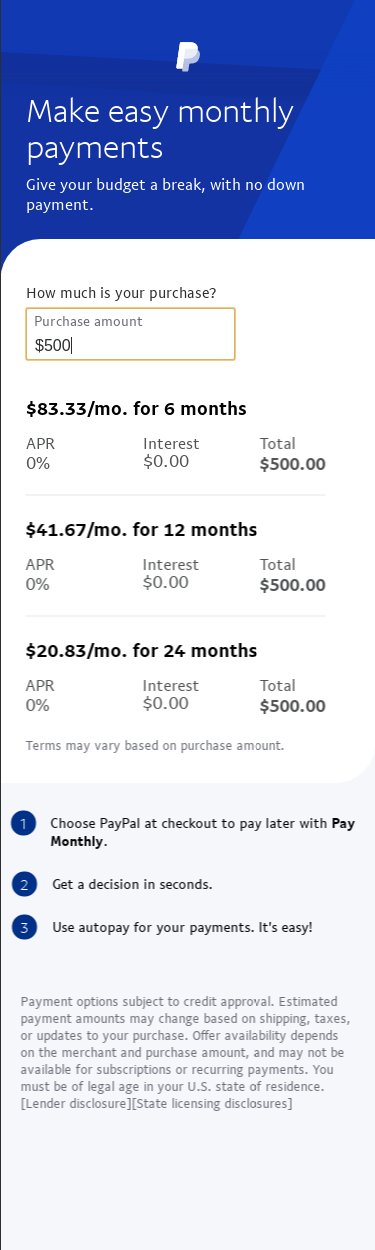 Make easy monthly
payments
Give your budget a break, with no down
payment.
How much is your purchase?
Purchase amount
$500
$83.33/mo. for 6 months
APR Interest Total
0% $0.00 $500.00
$41.67/mo. for 12 months
APR Interest Total
0% $0.00 $500.00
$20.83/mo. for 24 months
APR Interest Total
0% $0.00 $500.00
Terms may vary based on purchase amount.
1 Choose PayPal at checkout to pay later with Pay
Monthly.
2 Get a decision in seconds.
3 Use autopay for your payments. It's easy!
Payment options subject to credit approval. Estimated
payment amounts may change based on shipping, taxes,
or updates to your purchase. Offer availability depends
on the merchant and purchase amount, and may not be
available for subscriptions or recurring payments. You
must be of legal age in your U.S. state of residence.
[Lender disclosure][State licensing disclosures]